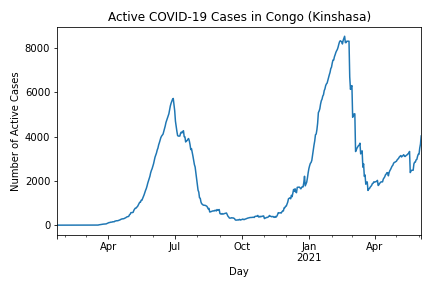 Active COVID-19 Cases in Congo (Kinshasa)
Number of Active Cases
8000
6000
4000
2000
0
Apr
Jul
Oct
Jan
2021
Apr
Day